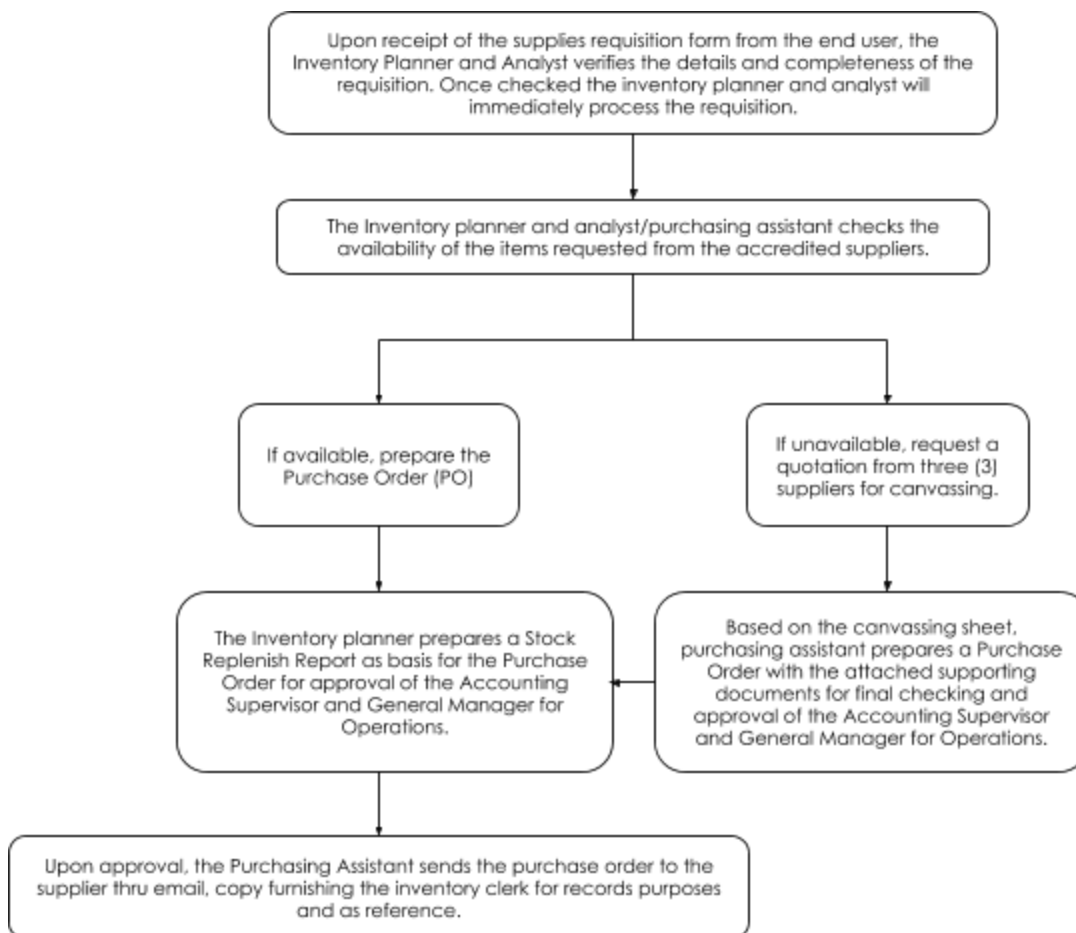 Upon receipt of the supplies requisition form from the end user, the
Inventory Planner and Analyst verifies the details and completeness of the
requisition. Once checked the inventory planner and analyst will
immediately process the requisition.
The Inventory planner and analyst/purchasing assistant checks the
availability of the items requested from the accredited suppliers.
If available, prepare the
Purchase Order (PO)
If unavailable, request a
quotation from three (3)
suppliers for canvassing.
The Inventory planner prepares a Stock
Replenish Report as basis for the Purchase
Order for approval of the Accounting
Supervisor and General Manager for
Operations.
Based on the canvassing sheet,
purchasing assistant prepares a Purchase
Order with the attached supporting
documents for final checking and
approval of the Accounting Supervisor
and General Manager for Operations.
Upon approval, the Purchasing Assistant sends the purchase order to the
supplier thru email, copy furnishing the inventory clerk for records purposes
and as reference.